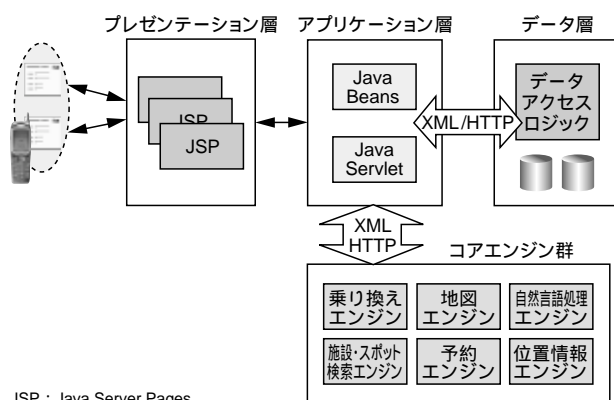 プレゼンテーション層
アプリケーション層
データ層
JSP
JSP
Java
Beans
Java
Servlet
XML/HTTP
データ
アクセス
ロジック
XML
HTTP
コアエンジン群
乗り換え
エンジン
地図
エンジン
自然言語処理
エンジン
施設・スポット
検索エンジン
予約
エンジン
位置情報
エンジン
JSP：Java Server Pages